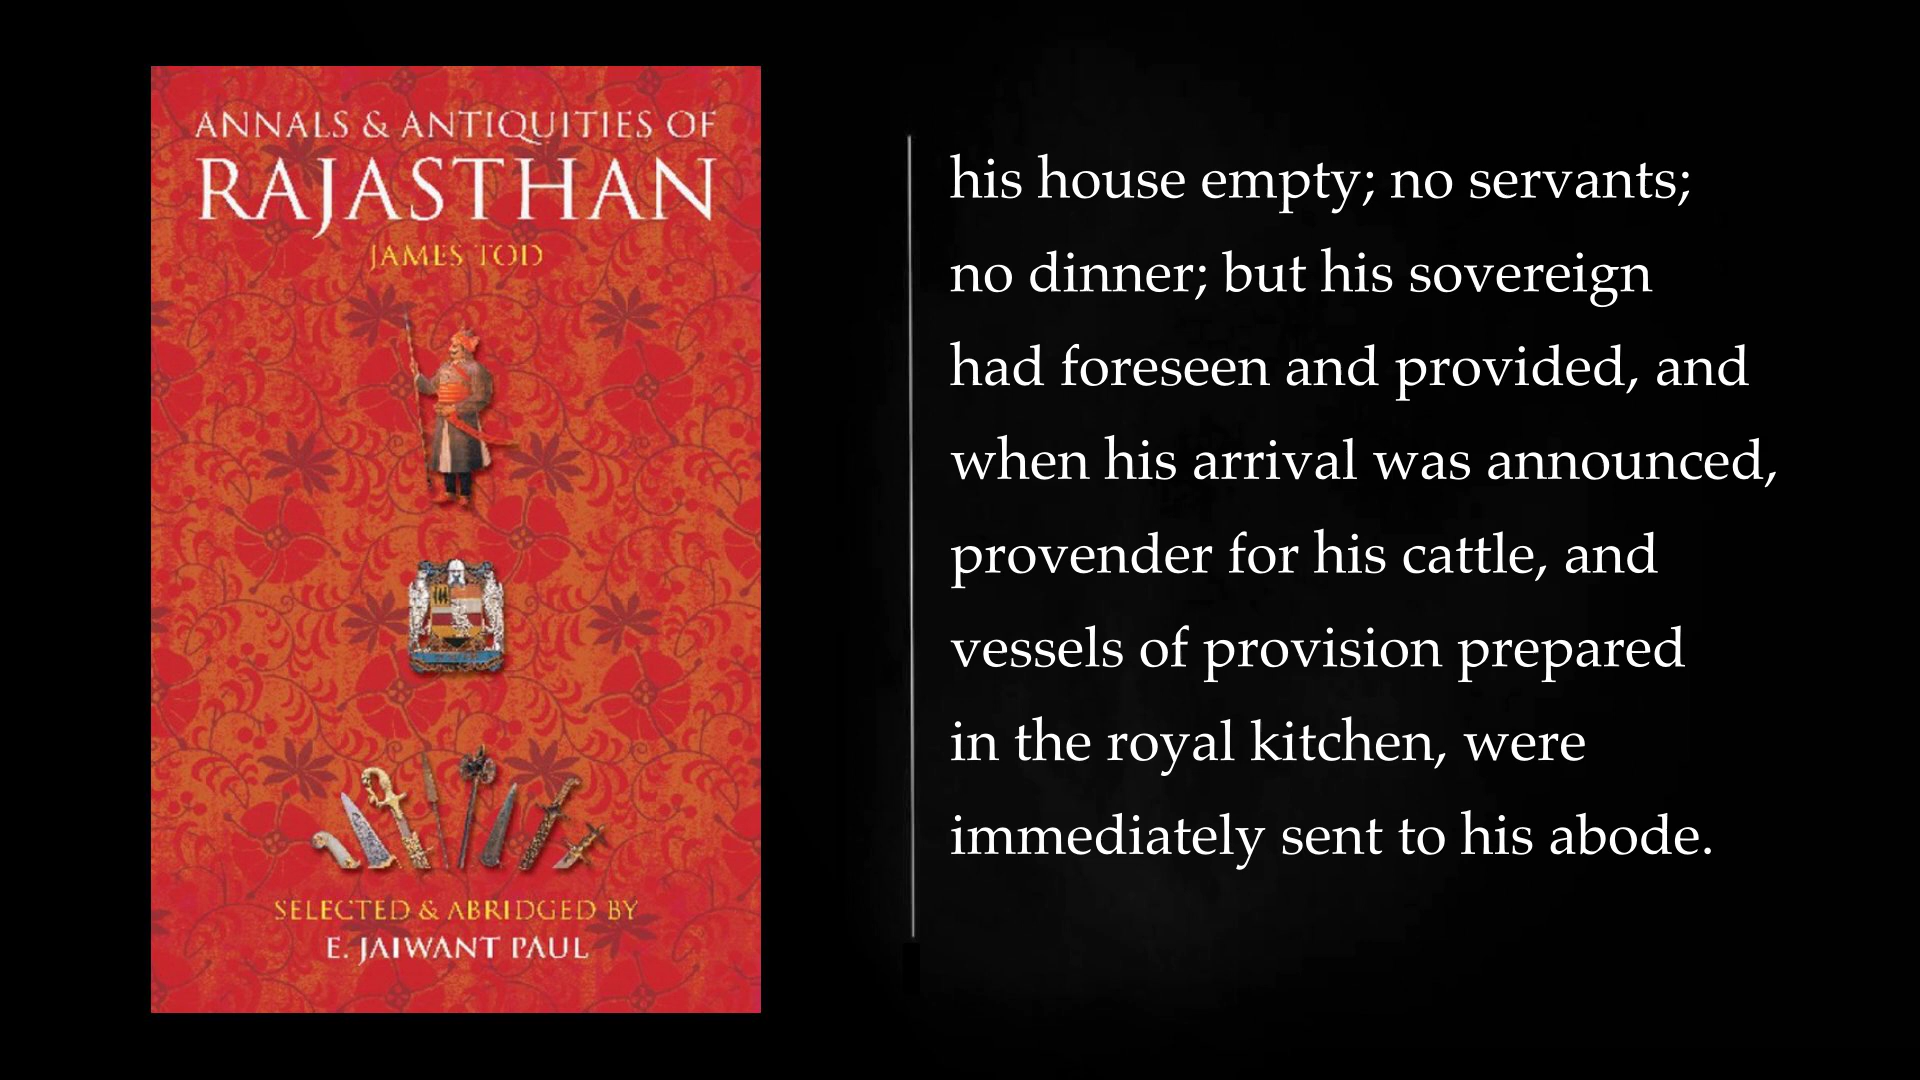 ANNALS & ANTIQUITIES OF
RAJASTHAN
JAMES TOD
SELECTED & ABRIDGED BY
E. JAIWANT PAUL
his house empty; no servants;
no dinner; but his sovereign
had foreseen and provided, and
when his arrival was announced,
provender for his cattle, and
vessels of provision prepared
in the royal kitchen, were
immediately sent to his abode.